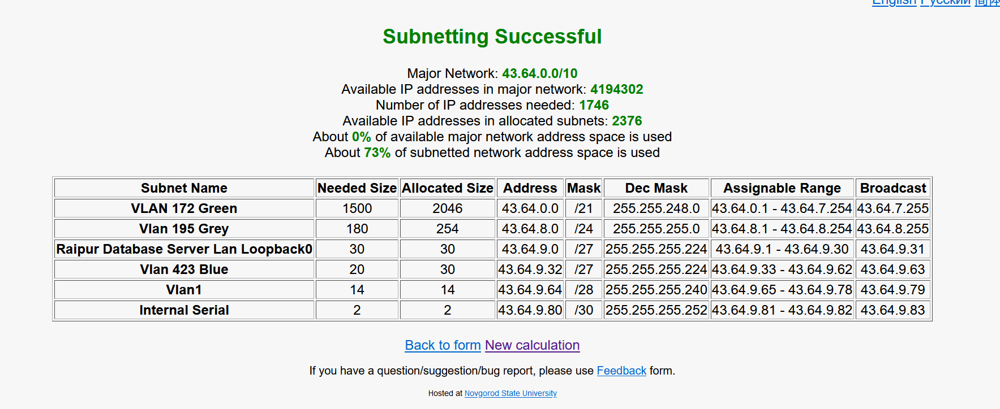 English Русский 简体
Subnetting Successful
Major Network: 43.64.0.0/10
Available IP addresses in major network: 4194302
Number of IP addresses needed: 1746
Available IP addresses in allocated subnets: 2376
About 0% of available major network address space is used
About 73% of subnetted network address space is used
Subnet Name Needed Size Allocated Size Address Mask Dec Mask Assignable Range Broadcast
VLAN 172 Green 1500 2046 43.64.0.0 /21 255.255.248.0 43.64.0.1 - 43.64.7.254 43.64.7.255
Vlan 195 Grey 180 254 43.64.8.0 /24 255.255.255.0 43.64.8.1 - 43.64.8.254 43.64.8.255
Raipur Database Server Lan Loopback0 30 30 43.64.9.0 /27 255.255.255.224 43.64.9.1 - 43.64.9.30 43.64.9.31
Vlan 423 Blue 20 30 43.64.9.32 /27 255.255.255.224 43.64.9.33 - 43.64.9.62 43.64.9.63
Vlan1 14 14 43.64.9.64 /28 255.255.255.240 43.64.9.65 - 43.64.9.78 43.64.9.79
Internal Serial 2 2 43.64.9.80 /30 255.255.255.252 43.64.9.81 - 43.64.9.82 43.64.9.83
Back to form New calculation
If you have a question/suggestion/bug report, please use Feedback form.
Hosted at Novgorod State University